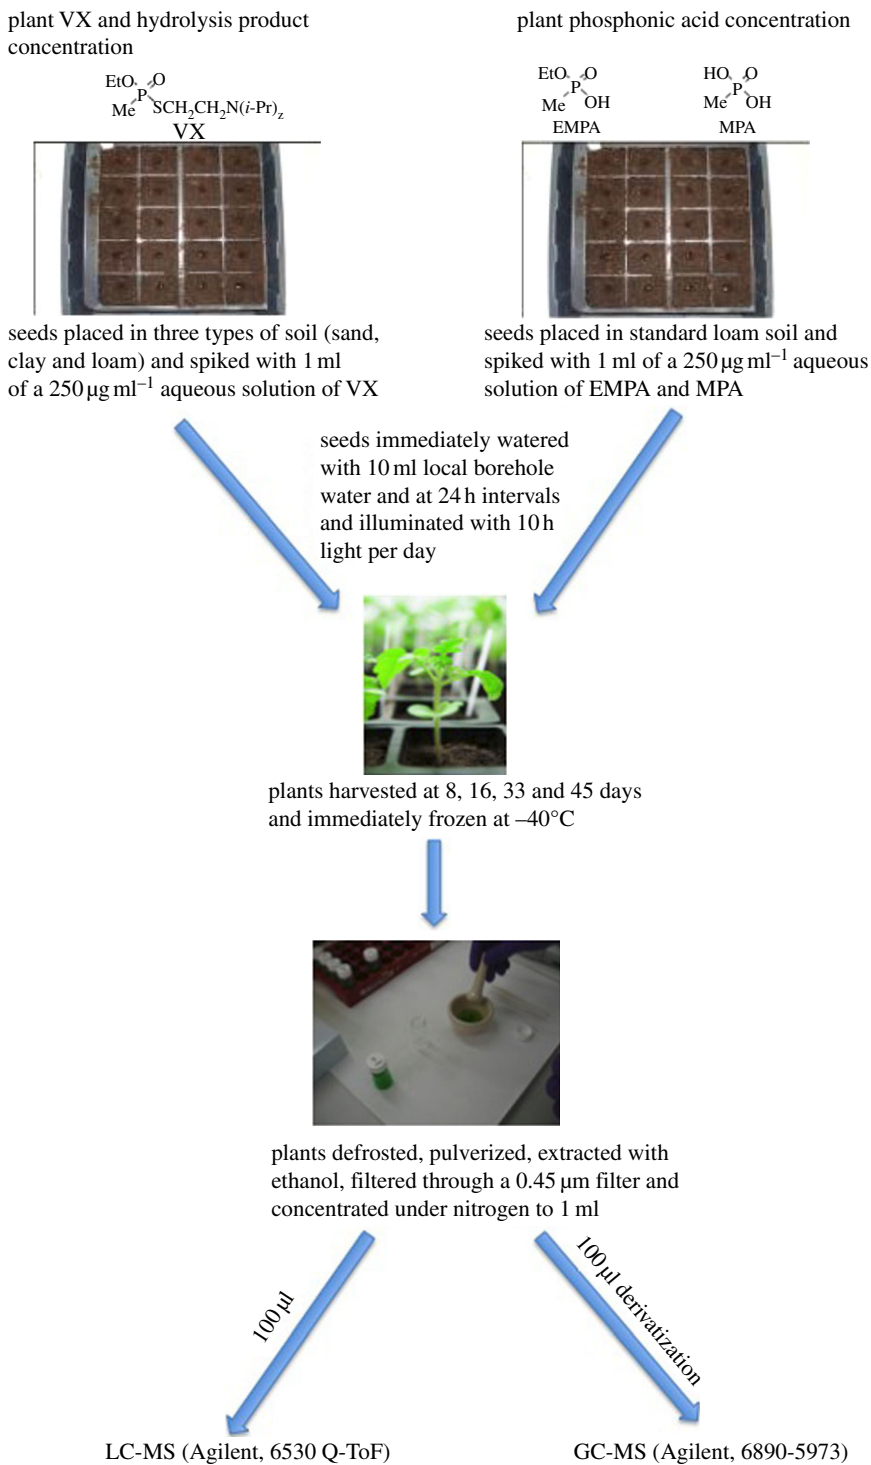 plant VX and hydrolysis product
concentration
EtO O
P
Me SCH₂CH₂N(i-Pr)z
VX
plant phosphonic acid concentration
EtO O
P
Me OH
EMPA
HO O
P
Me OH
MPA
seeds placed in three types of soil (sand,
clay and loam) and spiked with 1 ml
of a 250 µg ml⁻¹ aqueous solution of VX
seeds placed in standard loam soil and
spiked with 1 ml of a 250 µg ml⁻¹ aqueous
solution of EMPA and MPA
seeds immediately watered
with 10 ml local borehole
water and at 24 h intervals
and illuminated with 10 h
light per day
plants harvested at 8, 16, 33 and 45 days
and immediately frozen at –40°C
plants defrosted, pulverized, extracted with
ethanol, filtered through a 0.45 µm filter and
concentrated under nitrogen to 1 ml
100 µl
100 µl derivatization
LC-MS (Agilent, 6530 Q-ToF)
GC-MS (Agilent, 6890-5973)